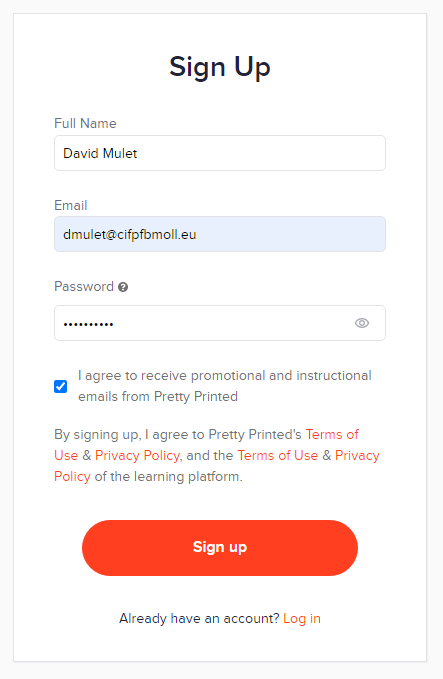 Sign Up
Full Name
David Mulet
Email
dmulet@cifpfbmoll.eu
Password
••••••••••
I agree to receive promotional and instructional
emails from Pretty Printed
By signing up, I agree to Pretty Printed's Terms of
Use & Privacy Policy, and the Terms of Use & Privacy
Policy of the learning platform.
Sign up
Already have an account? Log in